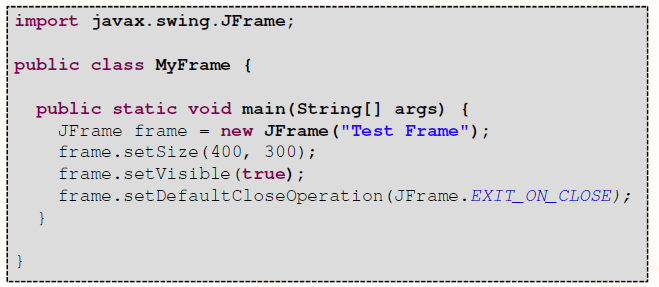 import javax.swing.JFrame;
public class MyFrame {
public static void main(String[] args) {
JFrame frame = new JFrame("Test Frame");
frame.setSize(400, 300);
frame.setVisible(true);
frame.setDefaultCloseOperation(JFrame.EXIT_ON_CLOSE);
}
}